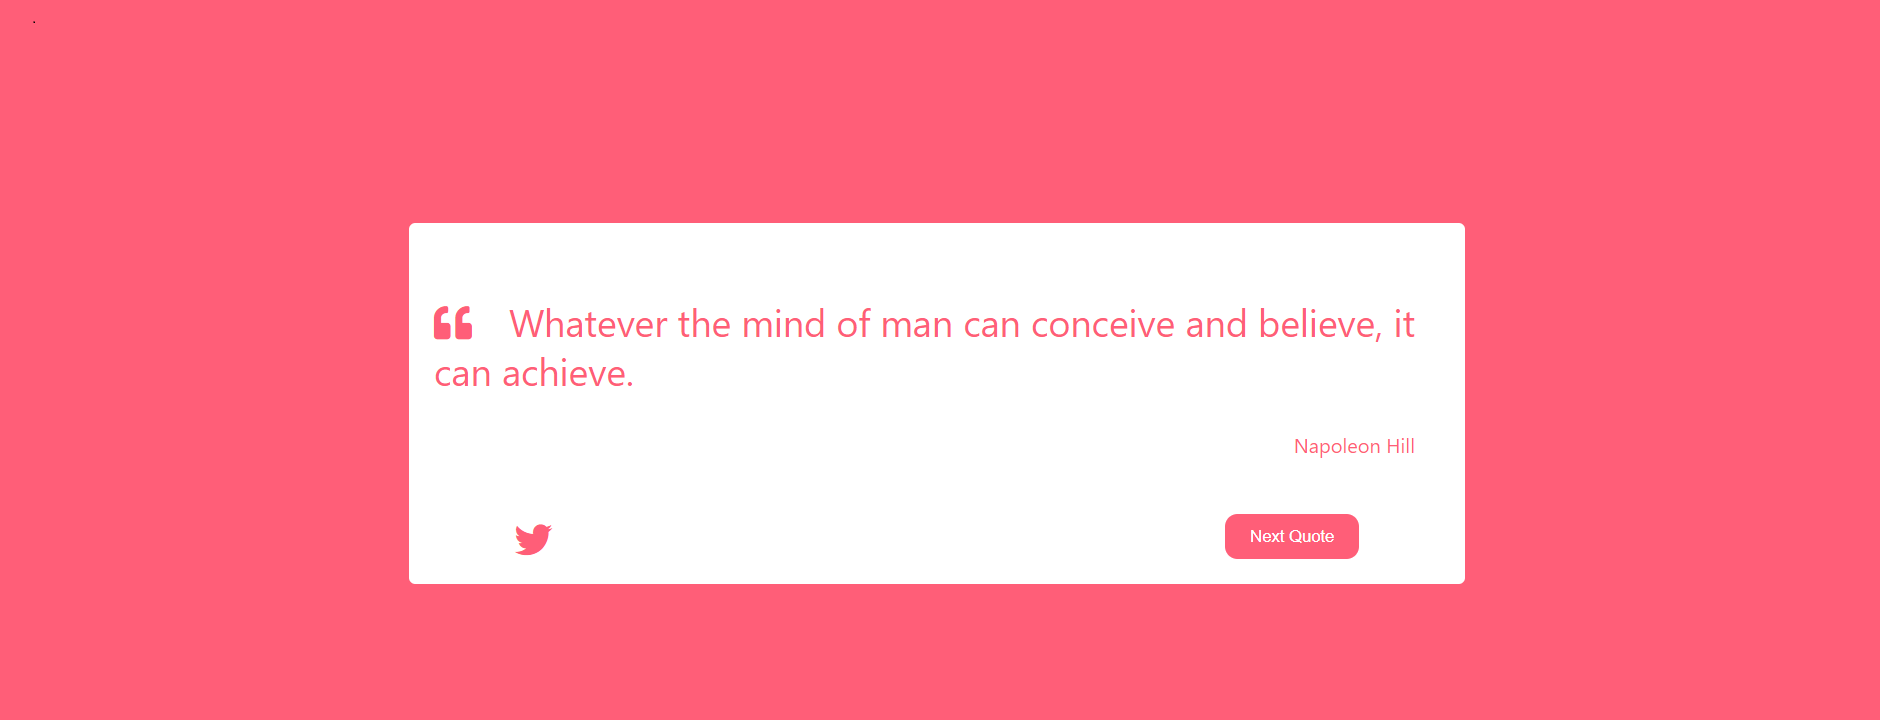 .
Whatever the mind of man can conceive and believe, it
can achieve.
Napoleon Hill
Next Quote